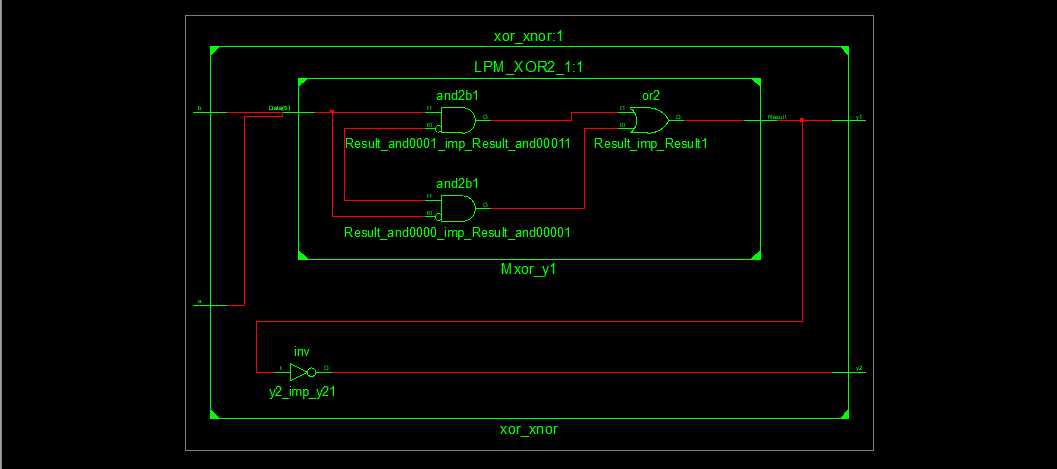 xor_xnor:1
LPM_XOR2_1:1
and2b1
or2
b
Data(0)
I1
O
I1
O
Result
y1
I0
I0
Result_and0001_imp_Result_and00011
Result_imp_Result1
and2b1
I1
O
I0
Result_and0000_imp_Result_and00001
Mxor_y1
a
inv
I
O
y2
y2_imp_y21
xor_xnor